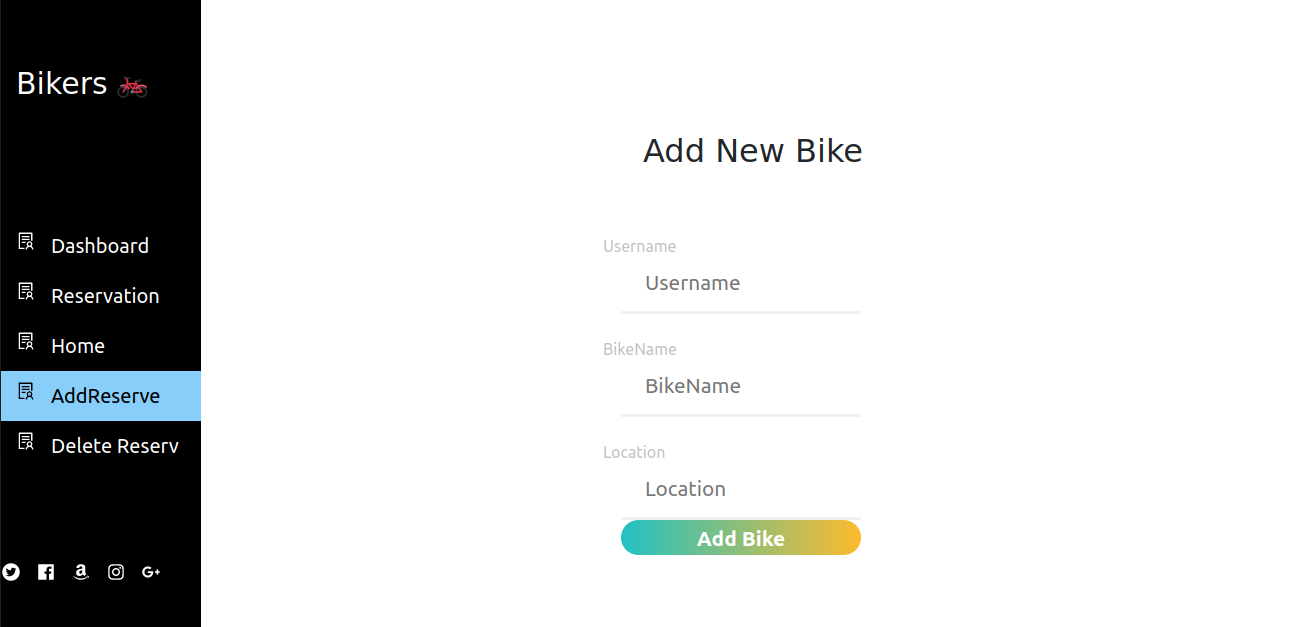 Bikers
Dashboard
Reservation
Home
AddReserve
Delete Reserv
Add New Bike
Username
Username
BikeName
BikeName
Location
Location
Add Bike